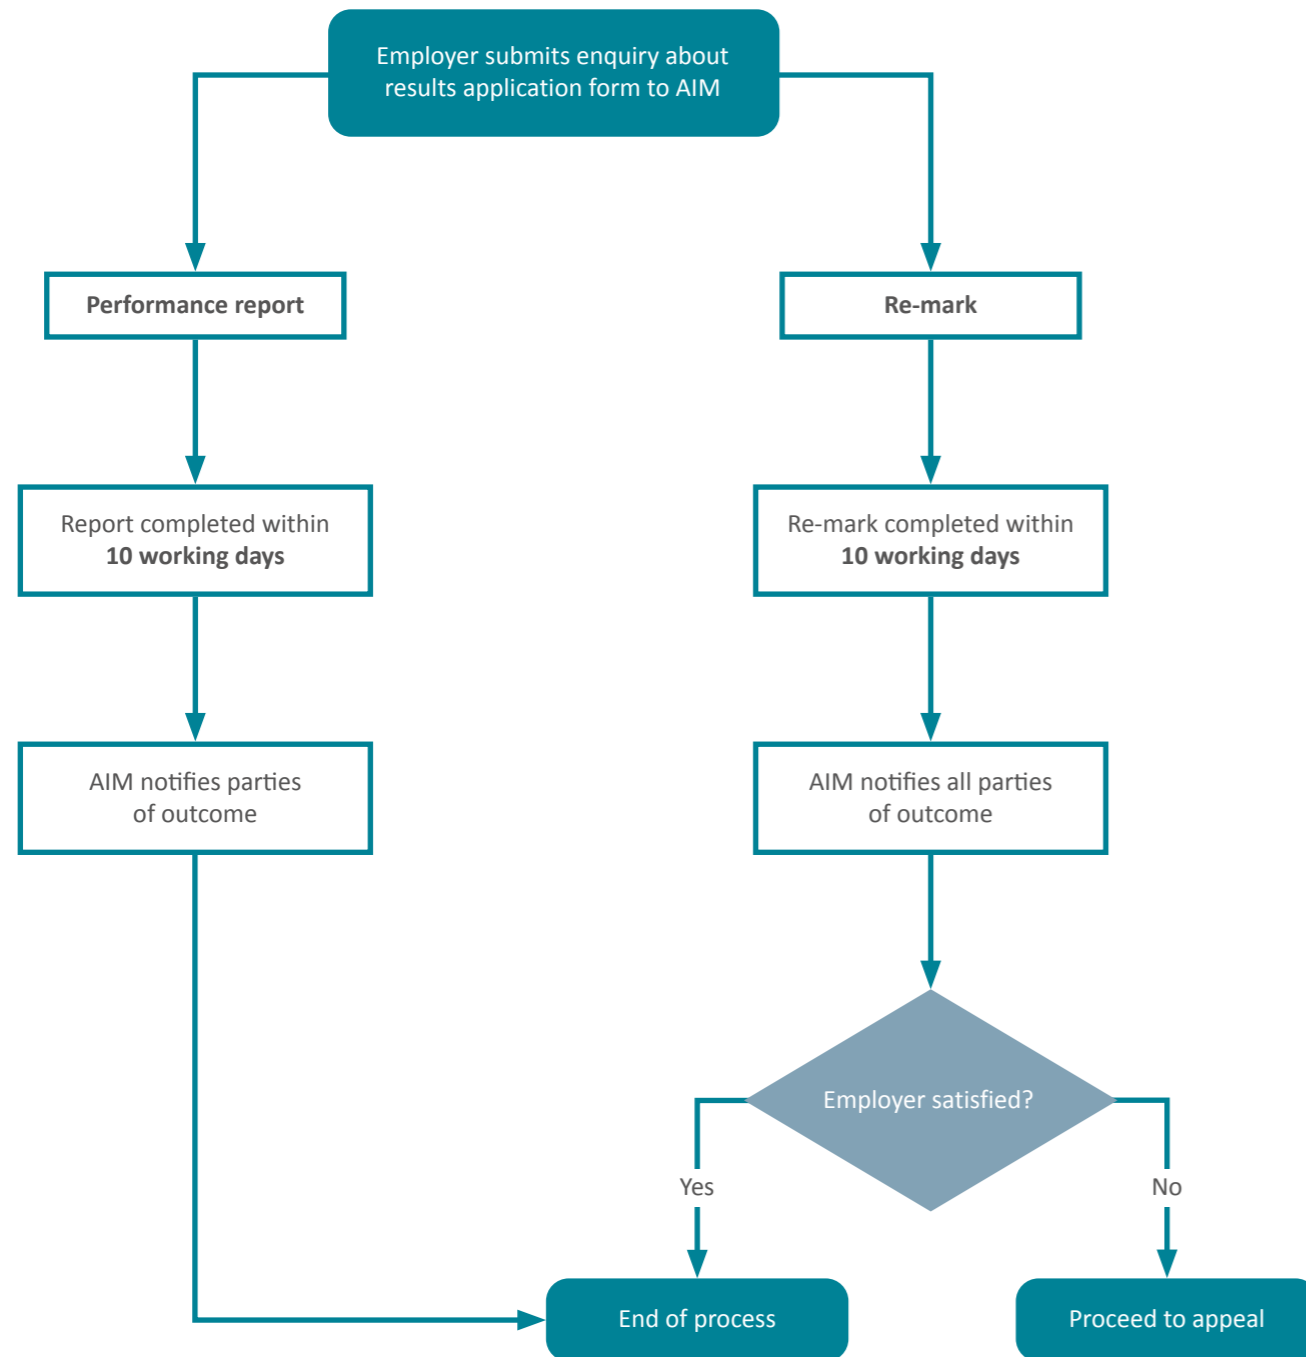 Employer submits enquiry about
results application form to AIM
Performance report
Re-mark
Report completed within
10 working days
Re-mark completed within
10 working days
AIM notifies parties
of outcome
AIM notifies all parties
of outcome
Employer satisfied?
Yes
No
End of process
Proceed to appeal